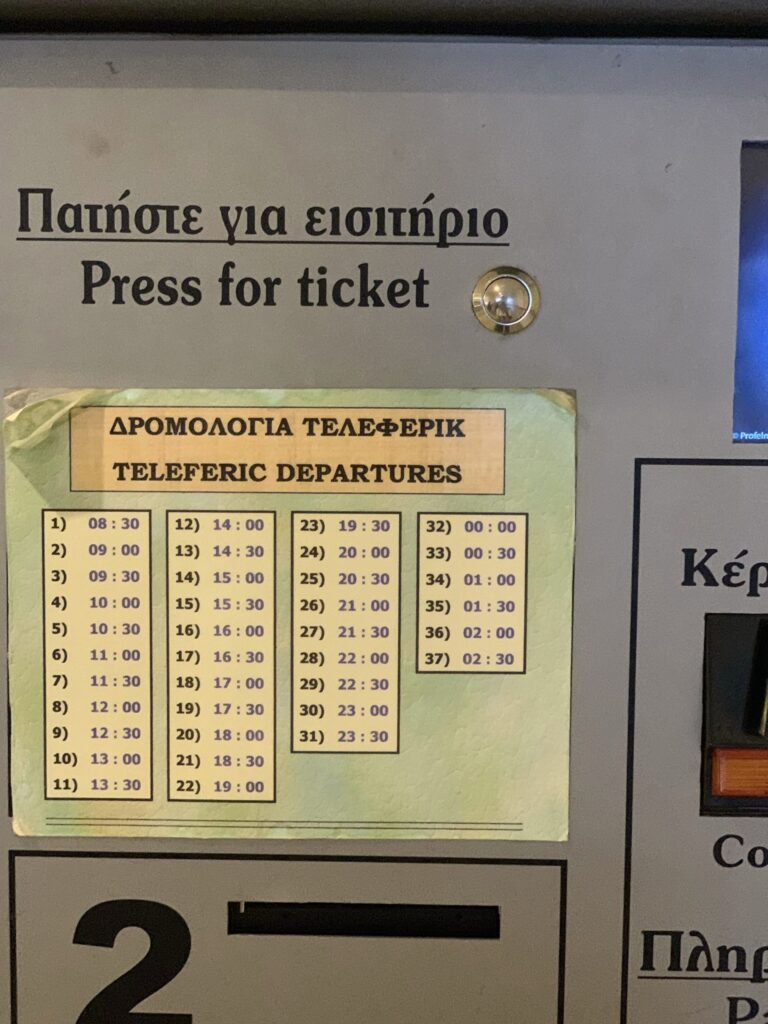 Πατήστε για εισιτήριο
Press for ticket
ΔΡΟΜΟΛΟΓΙΑ ΤΕΛΕΦΕΡΙΚ
TELEFERIC DEPARTURES
1) 08 : 30
2) 09 : 00
3) 09 : 30
4) 10 : 00
5) 10 : 30
6) 11 : 00
7) 11 : 30
8) 12 : 00
9) 12 : 30
10) 13 : 00
11) 13 : 30
12) 14 : 00
13) 14 : 30
14) 15 : 00
15) 15 : 30
16) 16 : 00
17) 16 : 30
18) 17 : 00
19) 17 : 30
20) 18 : 00
21) 18 : 30
22) 19 : 00
23) 19 : 30
24) 20 : 00
25) 20 : 30
26) 21 : 00
27) 21 : 30
28) 22 : 00
29) 22 : 30
30) 23 : 00
31) 23 : 30
32) 00 : 00
33) 00 : 30
34) 01 : 00
35) 01 : 30
36) 02 : 00
37) 02 : 30
2